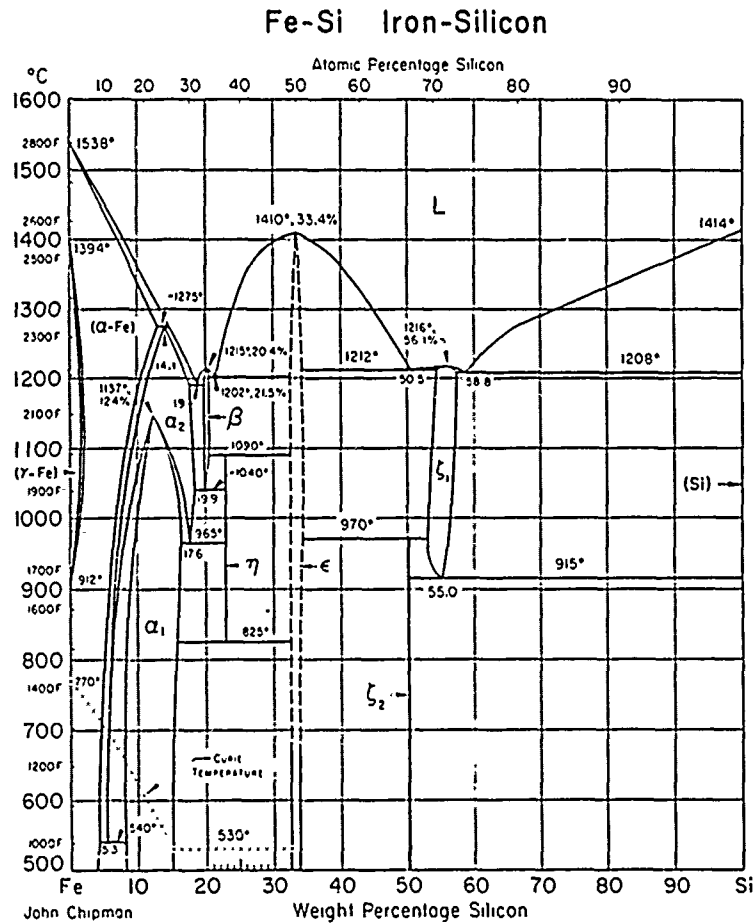 Fe-Si Iron-Silicon
Atomic Percentage Silicon
°C
10 20 30 40 50 60 70 80 90
1600
2800F
1538°
1500
L
2600F
1410°, 33.4%
1414°
1400
1394°
2500F
≈1275°
1300
(α-Fe)
2300F
1216°,
56.1%
1215°, 20.4%
1212°
1208°
14.1
1200
50.5
58.8
1202°, 21.5%
19
α₂
β
2100F
1100
1090°
ζ₁
(γ-Fe)
(Si)
≈1040°
1900F
19.9
1000
965°
970°
17.6
1700F
912°
η
ε
915°
900
55.0
1600F
α₁
825°
800
770°
1400F
ζ₂
700
CURIE
TEMPERATURE
1200F
600
540°
530°
1000F
5.3
500
Fe 10 20 30 40 50 60 70 80 90 Si
John Chipman
Weight Percentage Silicon